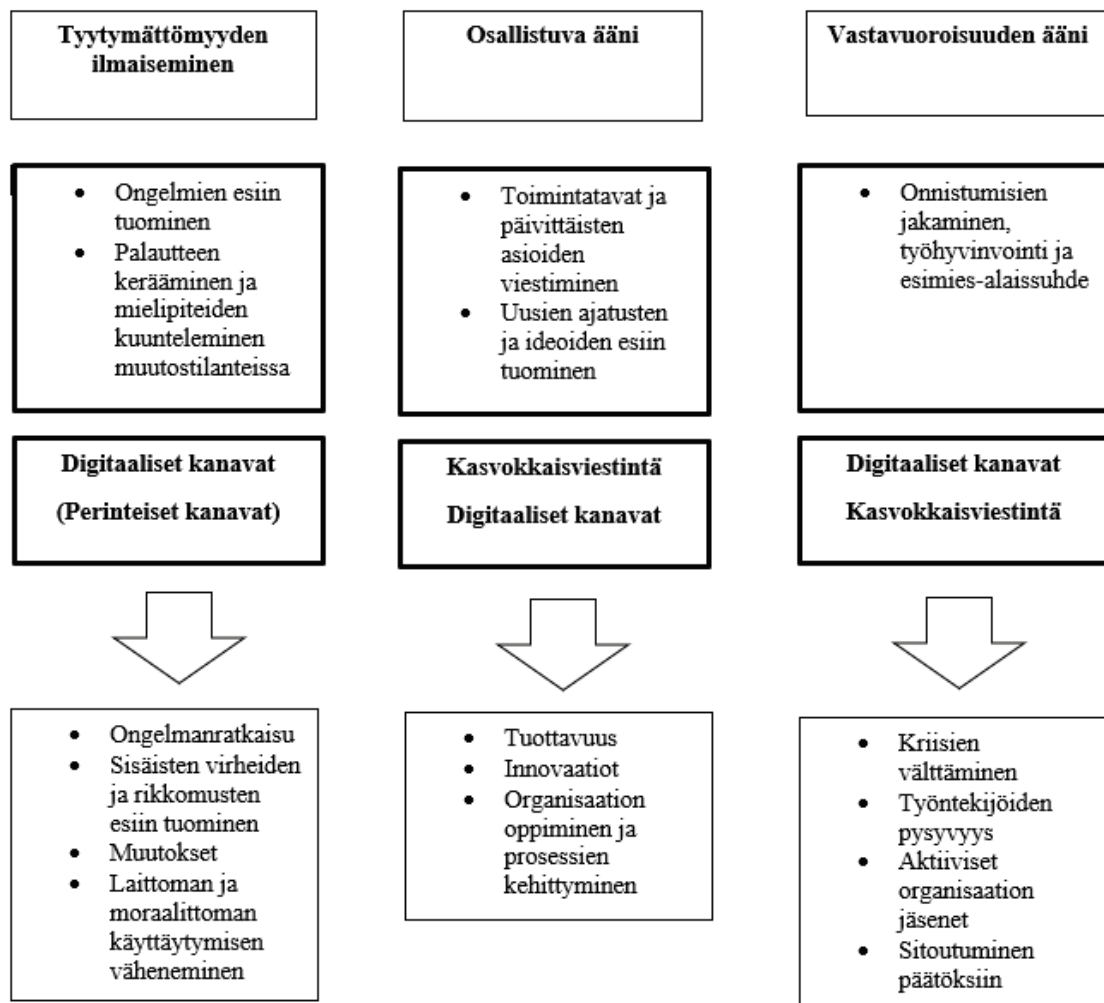 Tyytymättömyyden
ilmaiseminen
Osallistuva ääni
Vastavuoroisuuden ääni
• Ongelmien esiin
tuominen
• Palautteen
kerääminen ja
mielipiteiden
kuunteleminen
muutostilanteissa
• Toimintatavat ja
päivittäisten
asioiden
viestiminen
• Uusien ajatusten
ja ideoiden esiin
tuominen
• Onnistumisien
jakaminen,
työhyvinvointi ja
esimies-alaissuhde
Digitaaliset kanavat
(Perinteiset kanavat)
Kasvokkaisviestintä
Digitaaliset kanavat
Digitaaliset kanavat
Kasvokkaisviestintä
• Ongelmanratkaisu
• Sisäisten virheiden
ja rikkomusten
esiin tuominen
• Muutokset
• Laittoman ja
moraalittoman
käyttäytymisen
väheneminen
• Tuottavuus
• Innovaatiot
• Organisaation
oppiminen ja
prosessien
kehittyminen
• Kriisien
välttäminen
• Työntekijöiden
pysyvyys
• Aktiiviset
organisaation
jäsenet
• Sitoutuminen
päätöksiin